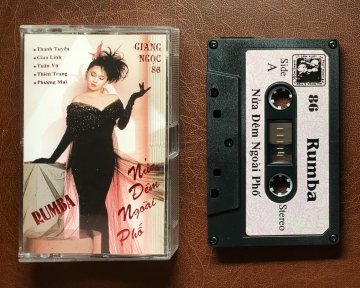 • Thanh Tuyền
• Giao Linh
• Tuấn Vũ
• Thiên Trang
• Phượng Mai
GIANG
NGỌC
86
RUMBA
Nửa
Đêm
Ngoài
Phố
Side
A
86
Rumba
Nửa Đêm Ngoài Phố
Stereo